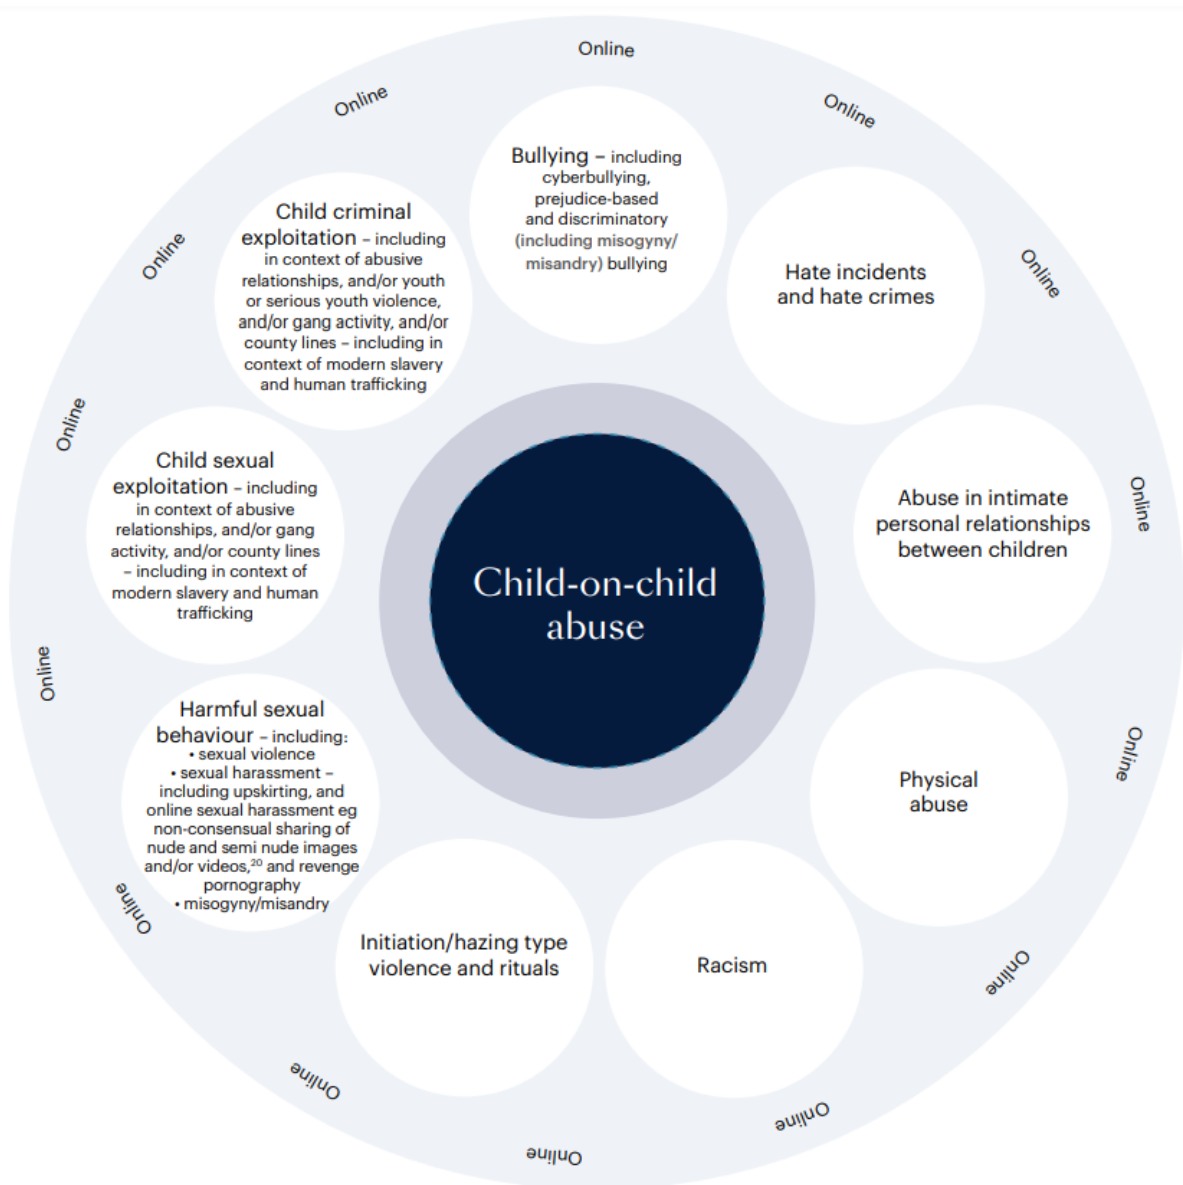 Online
Online
Online
Bullying – including
cyberbullying,
prejudice-based
and discriminatory
(including misogyny/
misandry) bullying
Child criminal
exploitation – including
in context of abusive
relationships, and/or youth
or serious youth violence,
and/or gang activity, and/or
county lines – including in
context of modern slavery
and human trafficking
Online
Online
Hate incidents
and hate crimes
Online
Child sexual
exploitation – including
in context of abusive
relationships, and/or gang
activity, and/or county lines
– including in context of
modern slavery and human
trafficking
Abuse in intimate
personal relationships
between children
Online
Child-on-child
abuse
Online
Harmful sexual
behaviour – including:
• sexual violence
• sexual harassment –
including upskirting, and
online sexual harassment eg
non-consensual sharing of
nude and semi nude images
and/or videos,²⁰ and revenge
pornography
• misogyny/misandry
Online
Physical
abuse
Online
Initiation/hazing type
violence and rituals
Racism
Online
Online
Online
Online